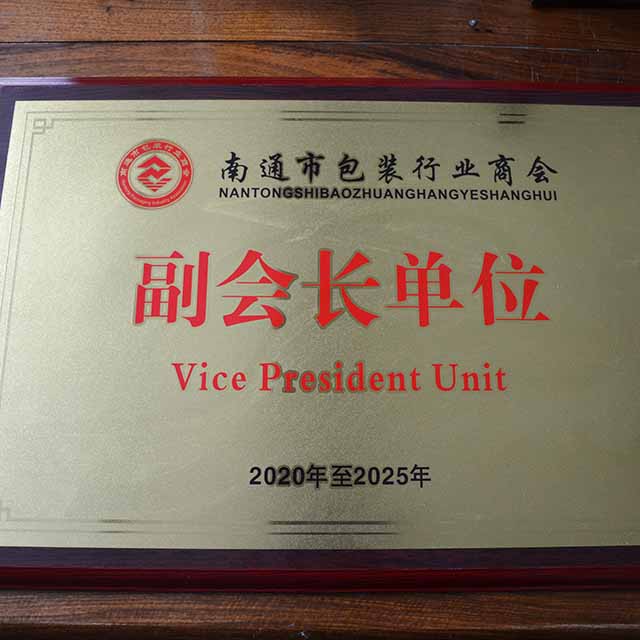 南通市包装行业商会
NANTONGSHIBAOZHUANGHANGYESHANGHUI
副会长单位
Vice President Unit
2020年至2025年